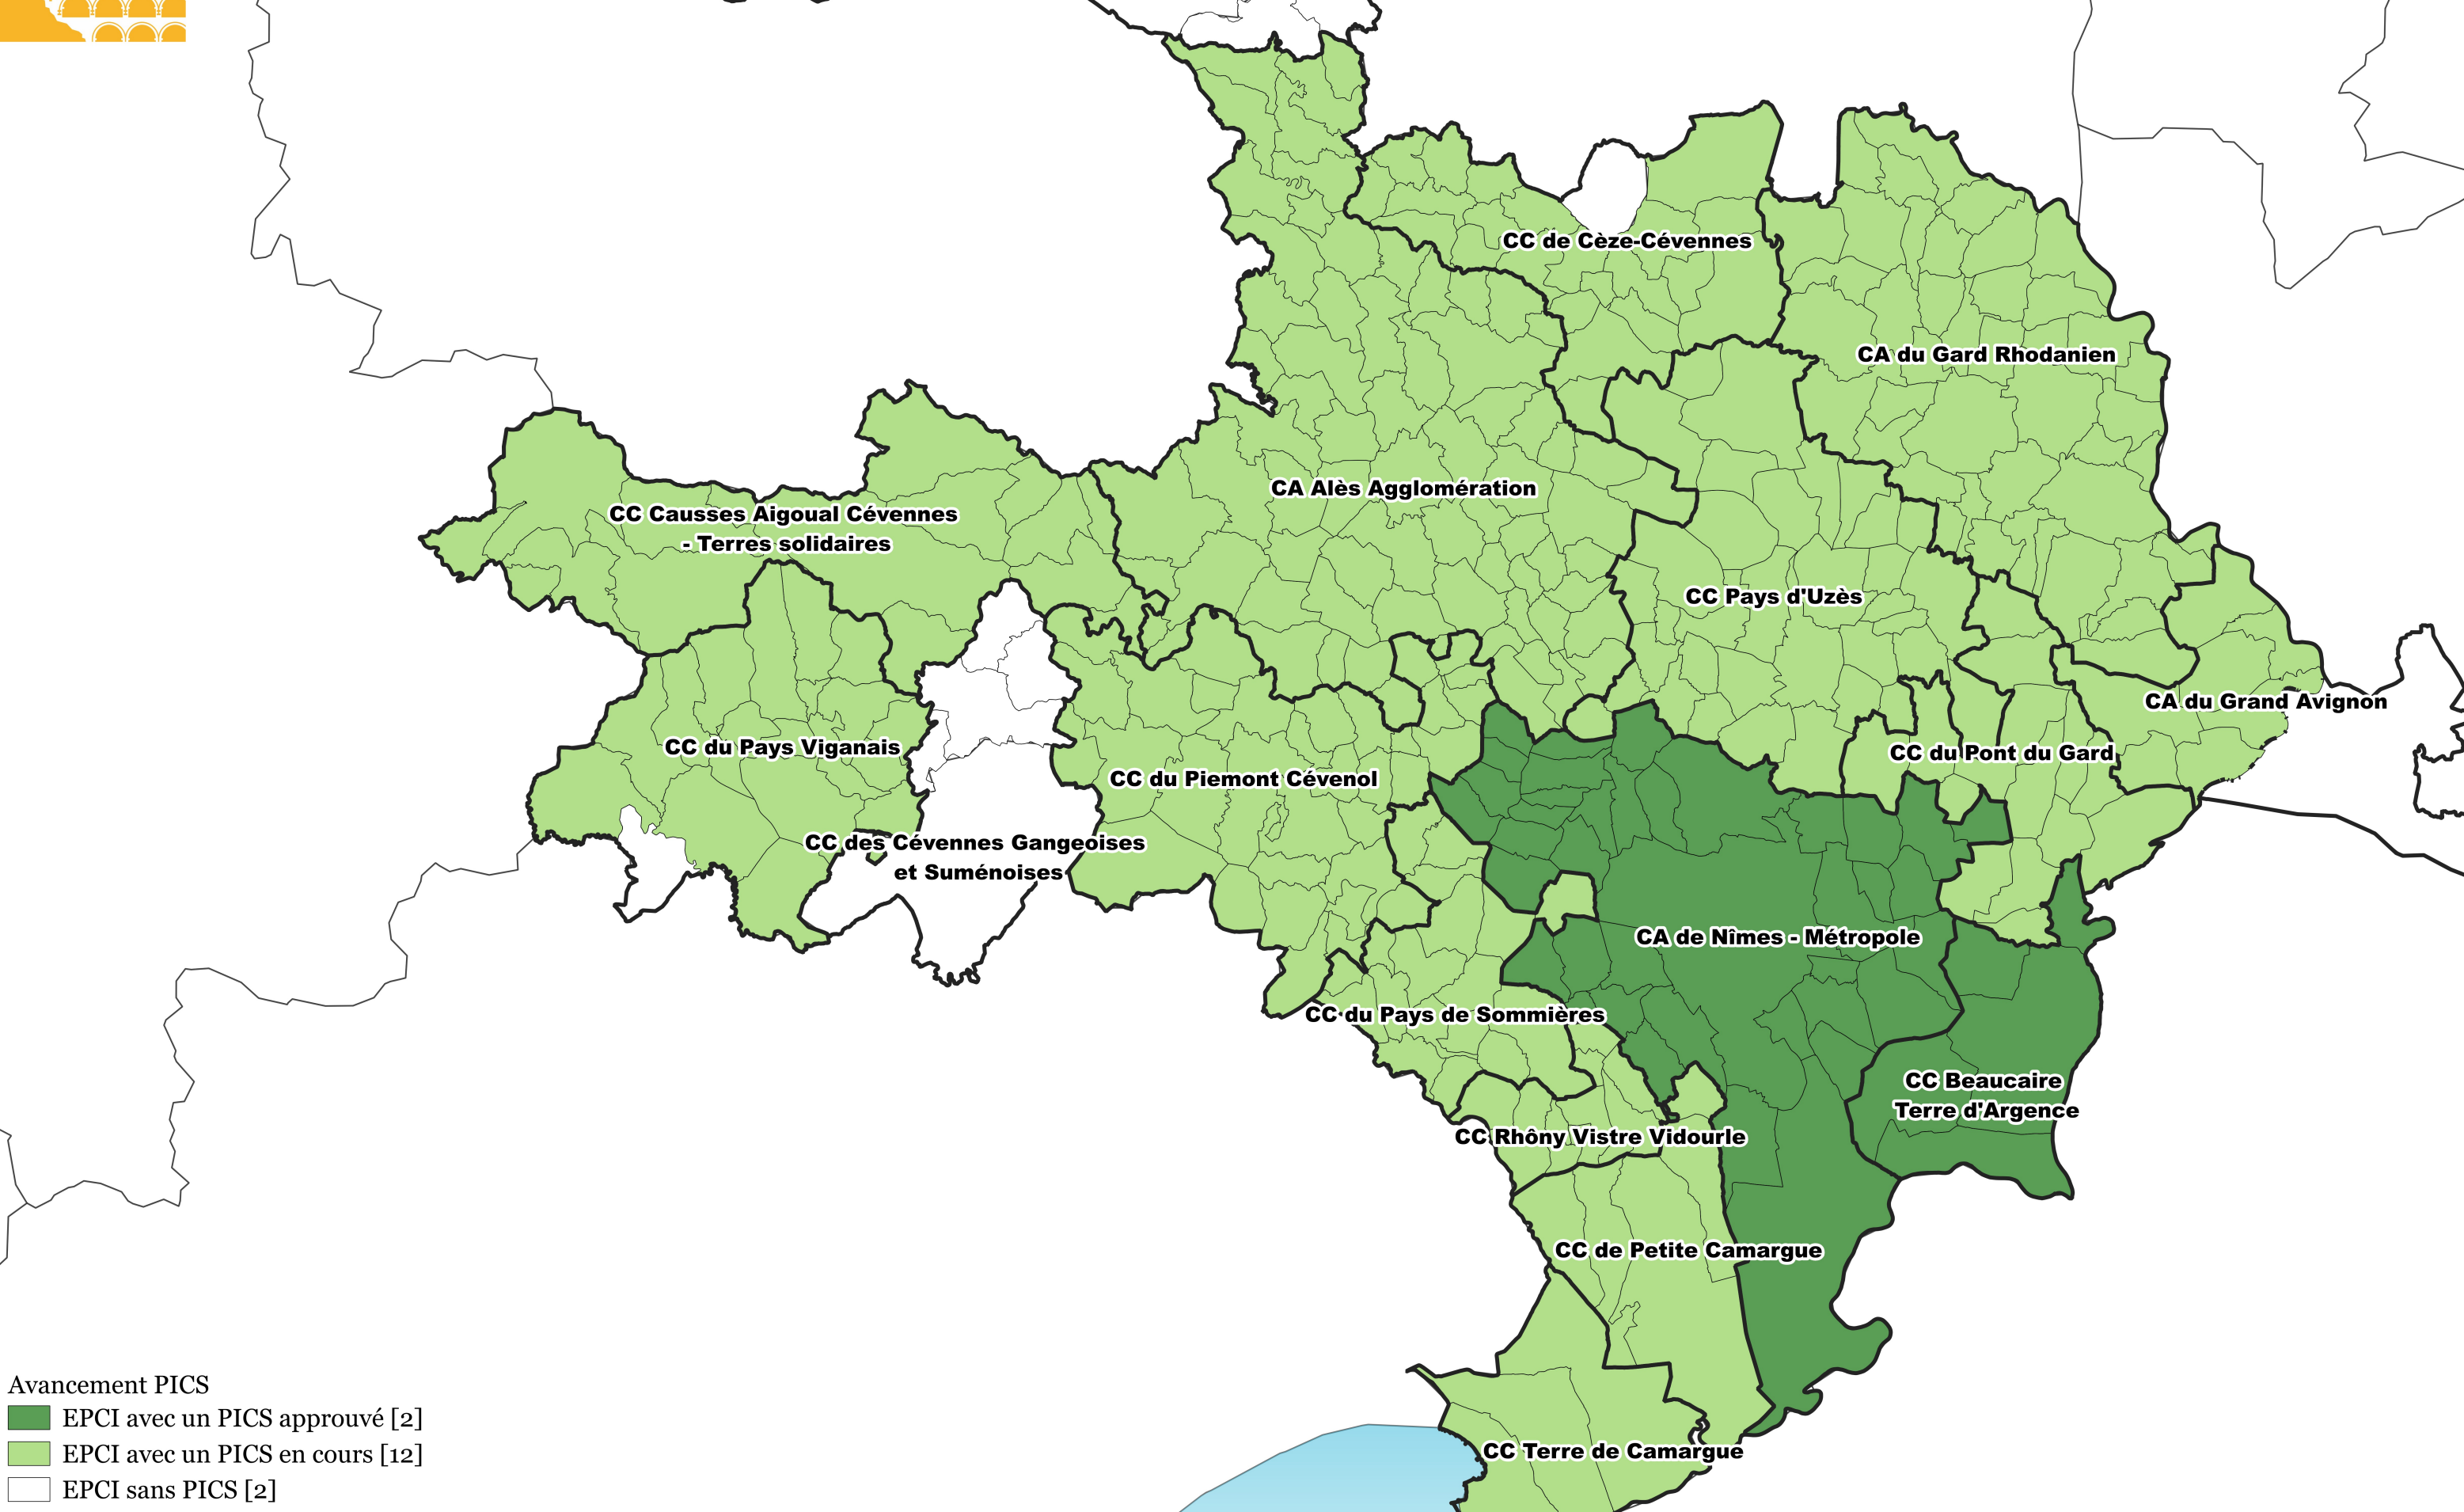 CC de Cèze-Cévennes
CA du Gard Rhodanien
CA Alès Agglomération
CC Causses Aigoual Cévennes
- Terres solidaires
CC Pays d'Uzès
CA du Grand Avignon
CC du Pays Viganais
CC du Pont du Gard
CC du Piemont Cévenol
CC des Cévennes Gangeoises
et Suménoises
CA de Nîmes - Métropole
CC du Pays de Sommières
CC Beaucaire
Terre d'Argence
CC Rhôny Vistre Vidourle
CC de Petite Camargue
CC Terre de Camargue
Avancement PICS
EPCI avec un PICS approuvé [2]
EPCI avec un PICS en cours [12]
EPCI sans PICS [2]